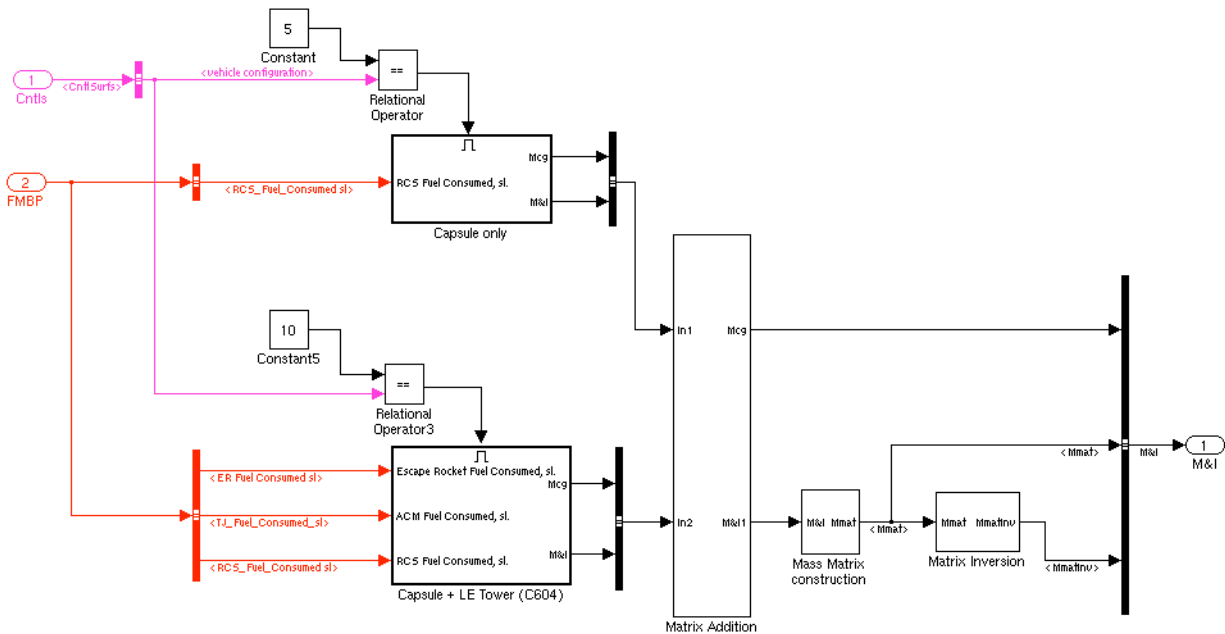 5
Constant
1
<CntlSurfs>
Cntls
<vehicle configuration>
==
Relational
Operator
2
FMBP
<RCS_Fuel_Consumed sl>
RCS Fuel Consumed, sl.
Mcg
M&I
Capsule only
10
Constant5
==
Relational
Operator3
<ER Fuel Consumed sl>
<TJ_Fuel_Consumed_sl>
<RCS_Fuel_Consumed sl>
Escape Rocket Fuel Consumed, sl.
Mcg
ACM Fuel Consumed, sl.
M&I
RCS Fuel Consumed, sl.
Capsule + LE Tower (C604)
In1
Mcg
In2
M&I1
Matrix Addition
M&I
Mmat
Mass Matrix
construction
<Mmat>
Mmat
MmatInv
Matrix Inversion
<Mmat>
<MmatInv>
M&I
1
M&I